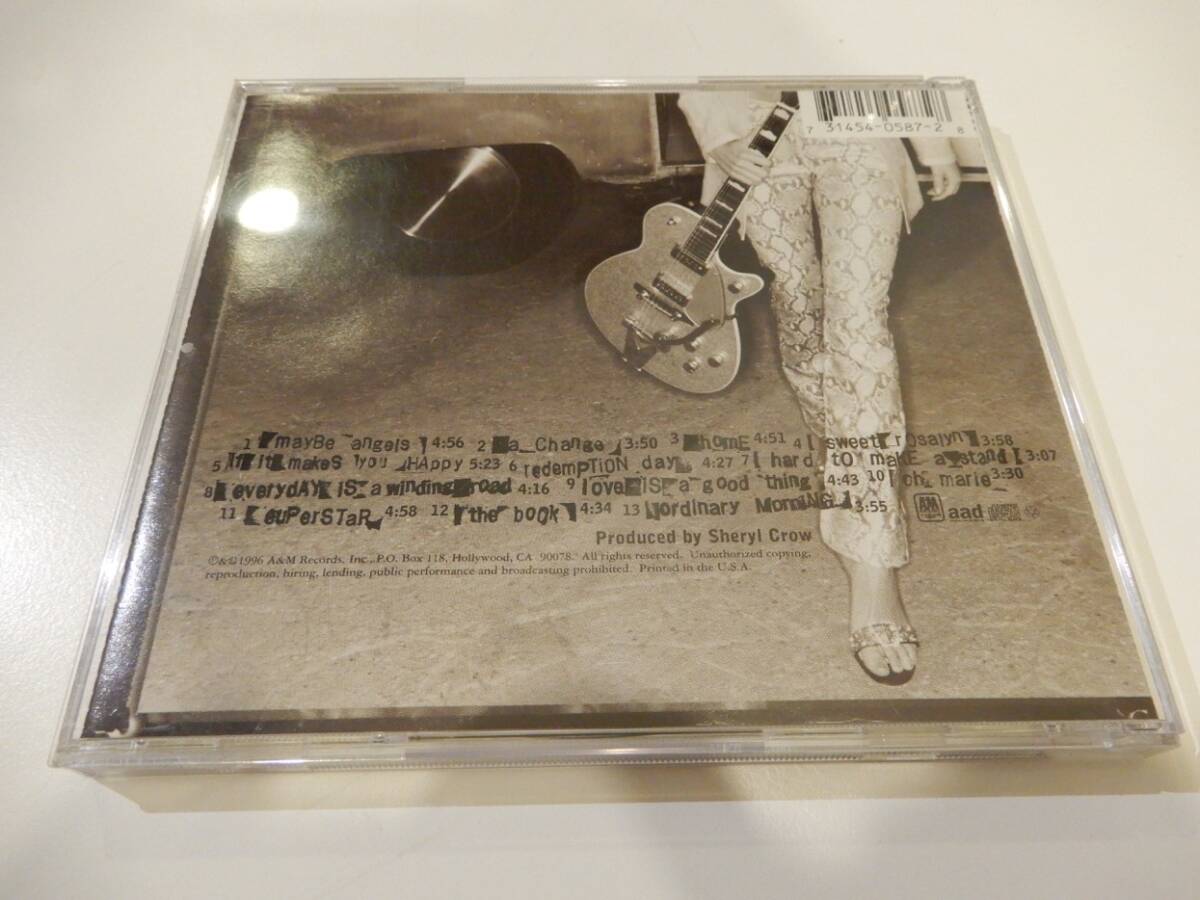 7 31454-0587-2 8
1 mayBe angels 4:56 2 a Change 3:50 3 homE 4:51 4 sweet rosalyn 3:58
5 if it makeS you HAppy 5:23 6 redemPTiON day 4:27 7 hard tO maKE a stand 3:07
8 everydAY iS a winding road 4:16 9 love iS a good thing 4:43 10 oh marie 3:30
11 SuPerSTaR 4:58 12 the book 4:34 13 ordinary MorniNG 3:55 A&M aad
Produced by Sheryl Crow
©&℗1996 A&M Records, Inc., P.O. Box 118, Hollywood, CA 90078. All rights reserved. Unauthorized copying,
reproduction, hiring, lending, public performance and broadcasting prohibited. Printed in the U.S.A.